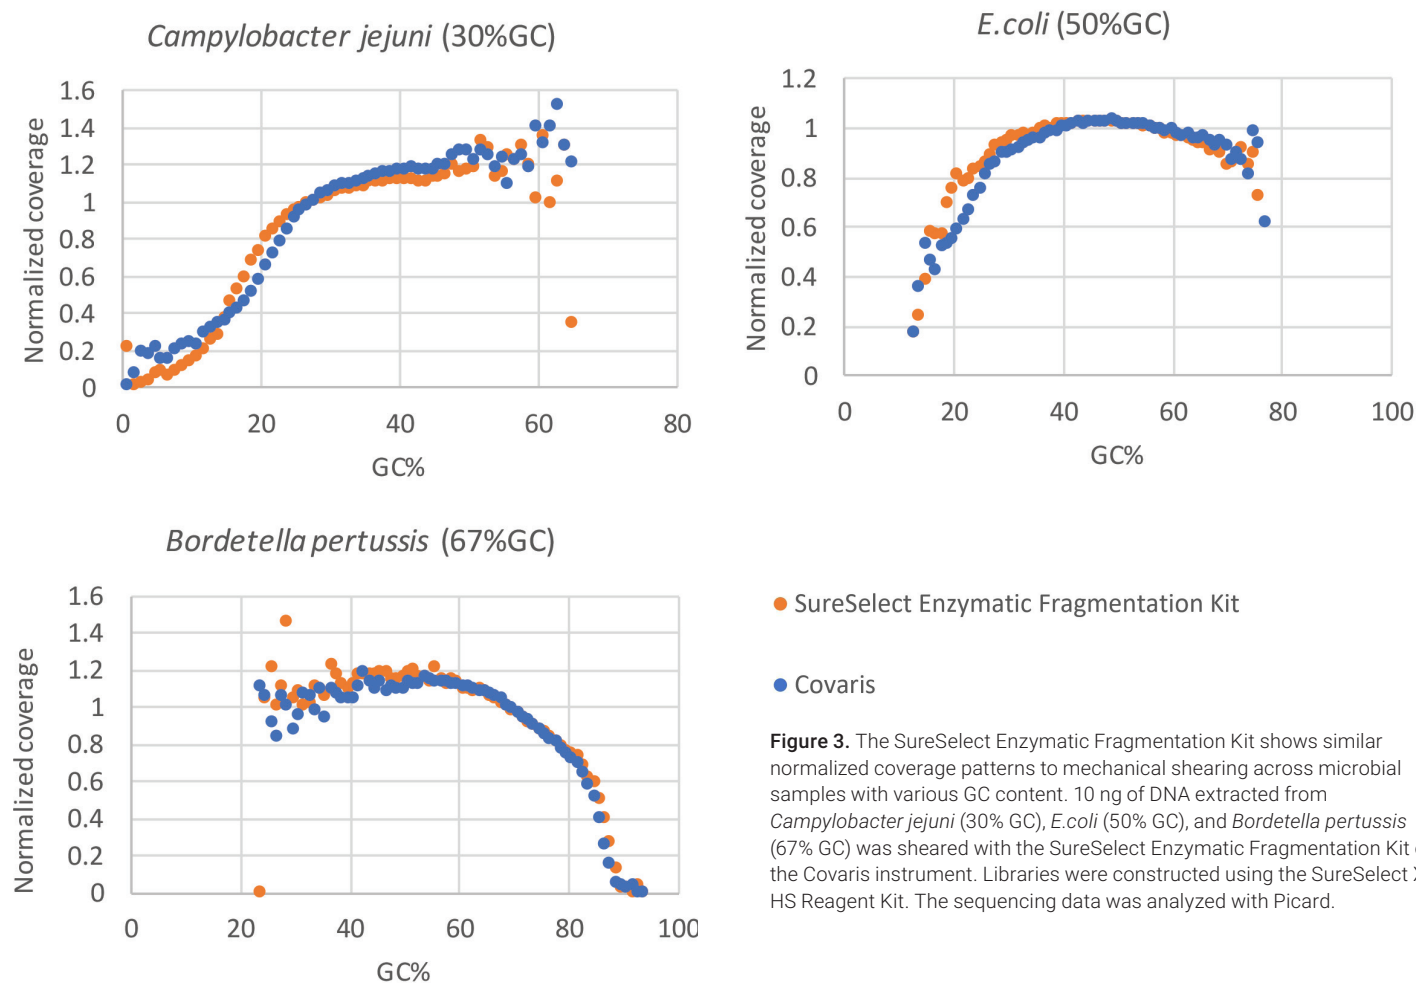 Campylobacter jejuni (30%GC)
Normalized coverage
1.6
1.4
1.2
1
0.8
0.6
0.4
0.2
0
0 20 40 60 80
GC%
E.coli (50%GC)
Normalized coverage
1.2
1
0.8
0.6
0.4
0.2
0
0 20 40 60 80 100
GC%
Bordetella pertussis (67%GC)
Normalized coverage
1.6
1.4
1.2
1
0.8
0.6
0.4
0.2
0
0 20 40 60 80 100
GC%
SureSelect Enzymatic Fragmentation Kit
Covaris
Figure 3. The SureSelect Enzymatic Fragmentation Kit shows similar
normalized coverage patterns to mechanical shearing across microbial
samples with various GC content. 10 ng of DNA extracted from
Campylobacter jejuni (30% GC), E.coli (50% GC), and Bordetella pertussis
(67% GC) was sheared with the SureSelect Enzymatic Fragmentation Kit
the Covaris instrument. Libraries were constructed using the SureSelect
HS Reagent Kit. The sequencing data was analyzed with Picard.